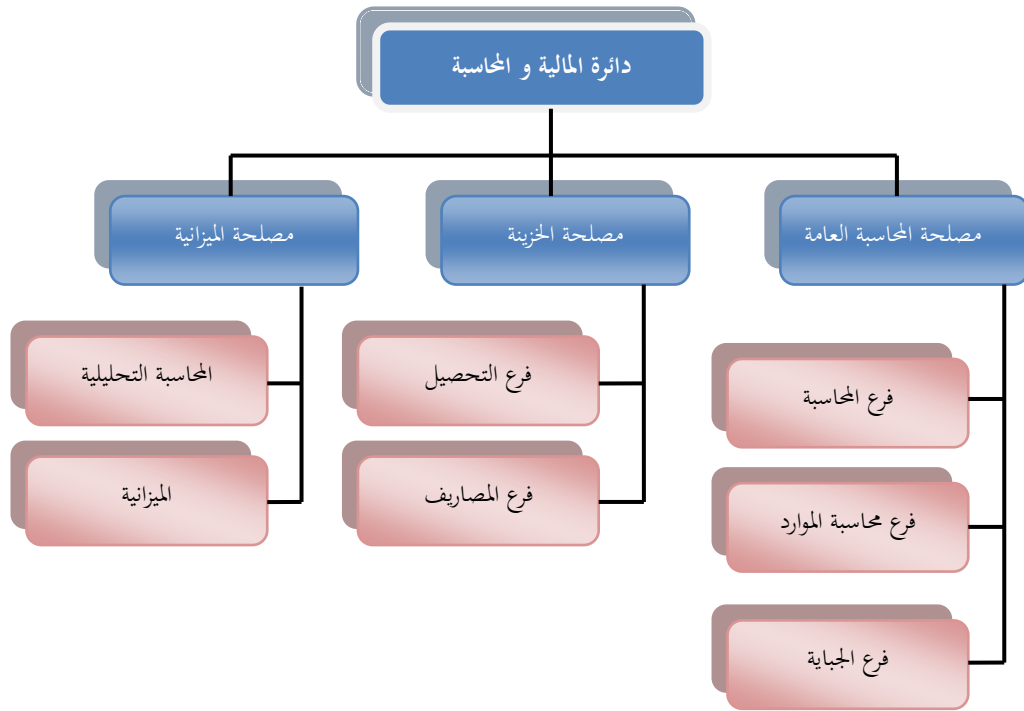 دائرة المالية و المحاسبة
مصلحة المحاسبة العامة
مصلحة الخزينة
مصلحة الميزانية
فرع المحاسبة
فرع محاسبة الموارد
فرع الجباية
فرع التحصيل
فرع المصاريف
المحاسبة التحليلية
الميزانية